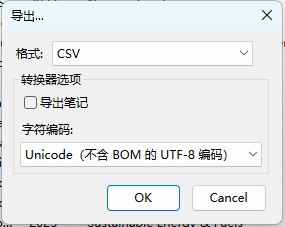 导出...
格式: CSV
转换器选项
导出笔记
字符编码:
Unicode（不含 BOM 的 UTF-8 编码）
OK Cancel
2023 Sustainable Energy & Fuels